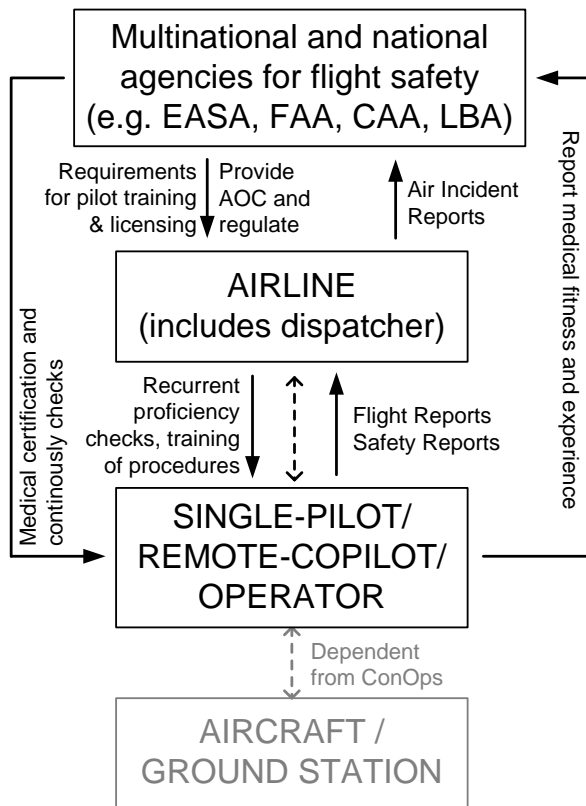 Multinational and national
agencies for flight safety
(e.g. EASA, FAA, CAA, LBA)
Requirements
for pilot training
& licensing
Provide
AOC and
regulate
Air Incident
Reports
AIRLINE
(includes dispatcher)
Recurrent
proficiency
checks, training
of procedures
Flight Reports
Safety Reports
Medical certification and
continously checks
Report medical fitness and experience
SINGLE-PILOT/
REMOTE-COPILOT/
OPERATOR
Dependent
from ConOps
AIRCRAFT /
GROUND STATION